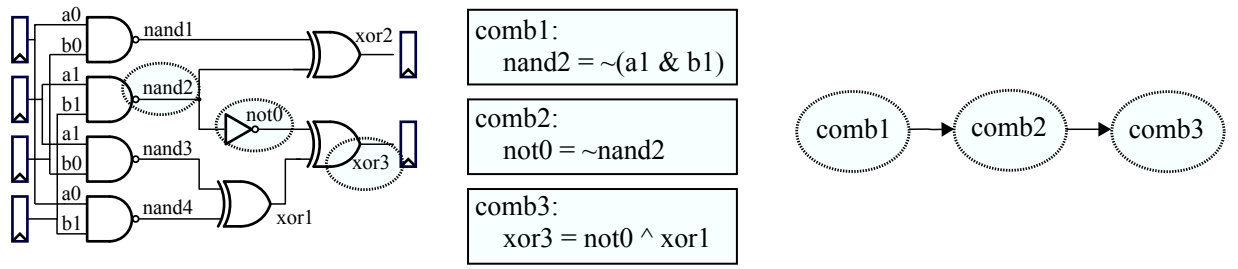 a0
nand1
b0
xor2
a1
nand2
b1
not0
a1
nand3
b0
xor3
a0
nand4
b1
xor1
comb1:
nand2 = ~(a1 & b1)
comb2:
not0 = ~nand2
comb3:
xor3 = not0 ^ xor1
comb1
comb2
comb3